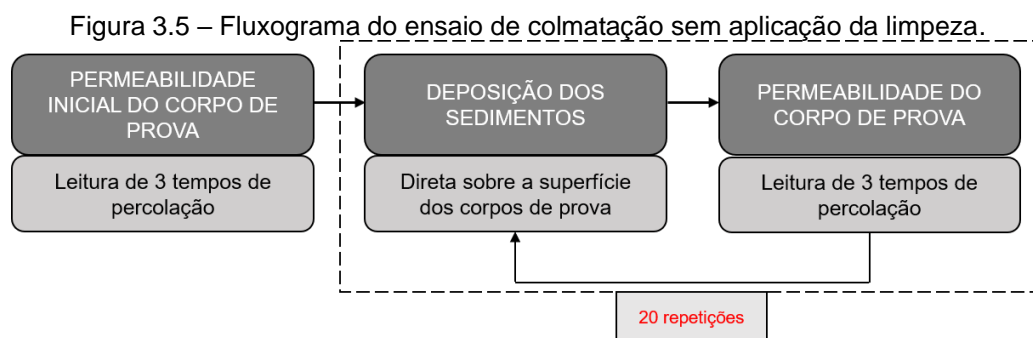 Figura 3.5 – Fluxograma do ensaio de colmatação sem aplicação da limpeza.
PERMEABILIDADE
INICIAL DO CORPO DE
PROVA
Leitura de 3 tempos de
percolação
DEPOSIÇÃO DOS
SEDIMENTOS
Direta sobre a superfície
dos corpos de prova
PERMEABILIDADE DO
CORPO DE PROVA
Leitura de 3 tempos de
percolação
20 repetições